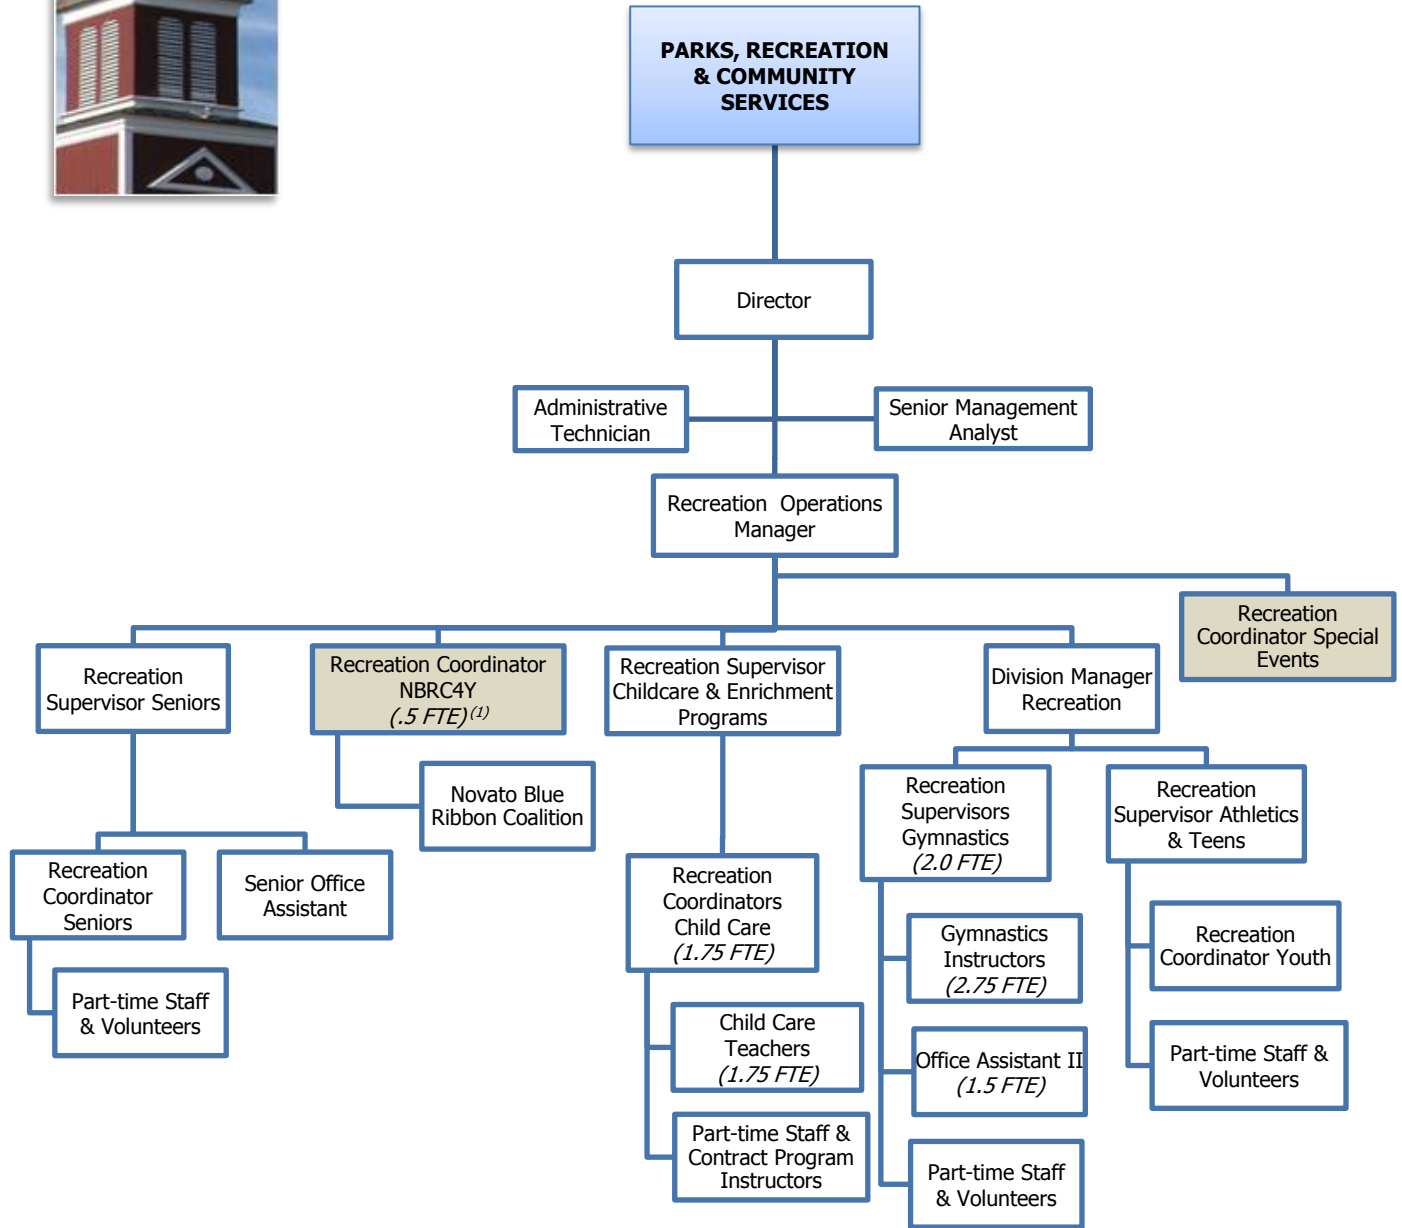 PARKS, RECREATION
& COMMUNITY
SERVICES
Director
Administrative
Technician
Senior Management
Analyst
Recreation Operations
Manager
Recreation
Coordinator Special
Events
Recreation
Supervisor Seniors
Recreation Coordinator
NBRC4Y
(.5 FTE) (1)
Recreation Supervisor
Childcare & Enrichment
Programs
Division Manager
Recreation
Novato Blue
Ribbon Coalition
Recreation
Supervisors
Gymnastics
(2.0 FTE)
Recreation
Supervisor Athletics
& Teens
Recreation
Coordinator
Seniors
Senior Office
Assistant
Recreation
Coordinators
Child Care
(1.75 FTE)
Gymnastics
Instructors
(2.75 FTE)
Recreation
Coordinator Youth
Part-time Staff
& Volunteers
Child Care
Teachers
(1.75 FTE)
Office Assistant II
(1.5 FTE)
Part-time Staff &
Volunteers
Part-time Staff &
Contract Program
Instructors
Part-time Staff
& Volunteers